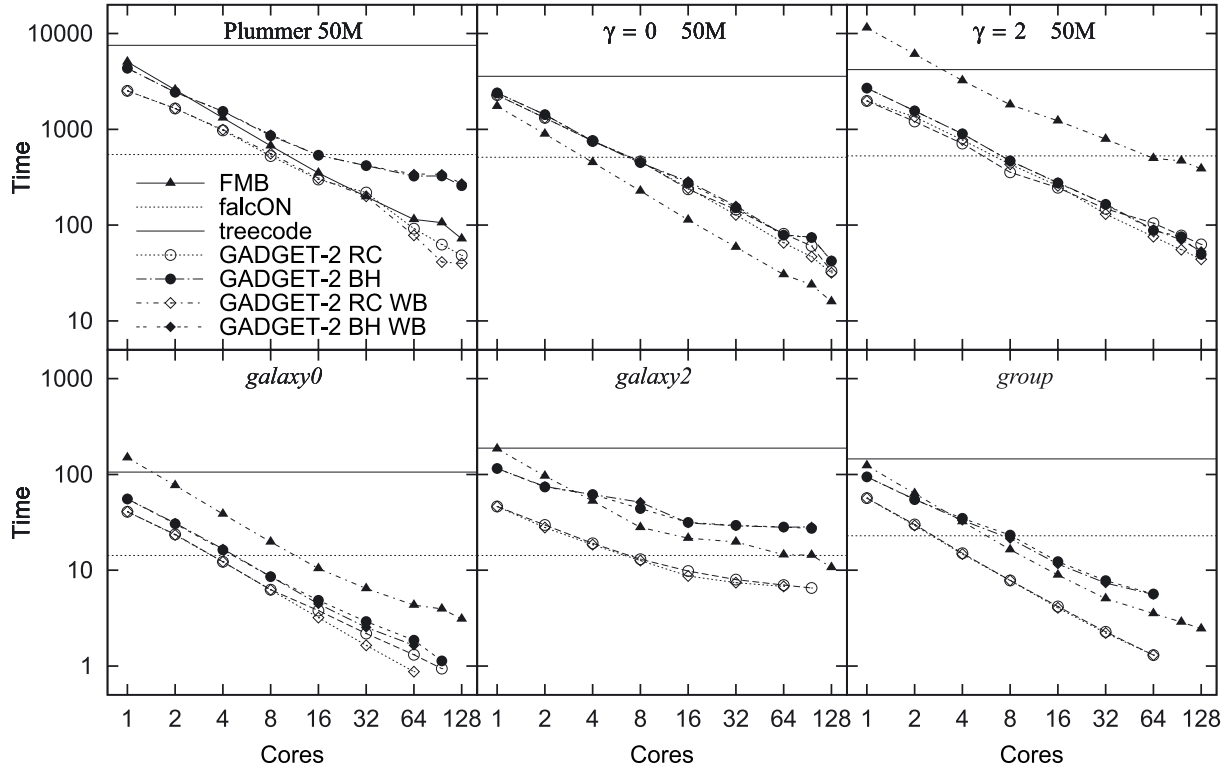 Plummer 50M
γ = 0 50M
γ = 2 50M
10000
1000
100
10
Time
FMB
falcON
treecode
GADGET-2 RC
GADGET-2 BH
GADGET-2 RC WB
GADGET-2 BH WB
galaxy0
galaxy2
group
1000
100
10
1
Time
1 2 4 8 16 32 64 128
1 2 4 8 16 32 64 128
1 2 4 8 16 32 64 128
Cores
Cores
Cores